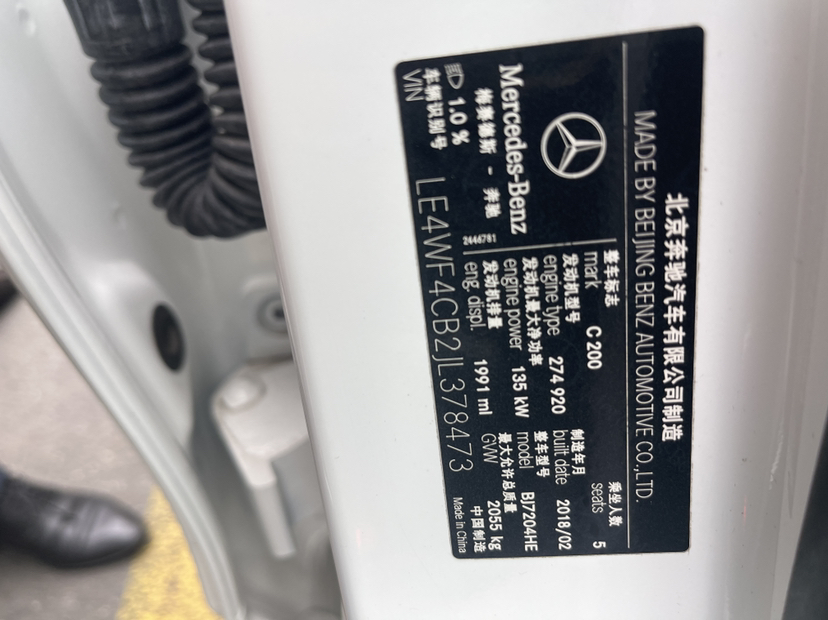 北京奔驰汽车有限公司制造
MADE BY BEIJING BENZ AUTOMOTIVE CO.,LTD.
Mercedes-Benz
梅赛德斯 - 奔驰
整车标志
mark C 200
乘坐人数
seats 5
发动机型号
engine type 274 920
制造年月
built date 2018/02
发动机最大净功率
engine power 135 kW
整车型号
model BJ7204HE
2444781
发动机排量
eng. displ. 1991 ml
最大允许总质量
GVW 2055 kg
1.0 %
中国制造
Made in China
车辆识别号
VIN LE4WF4CB2JL378473